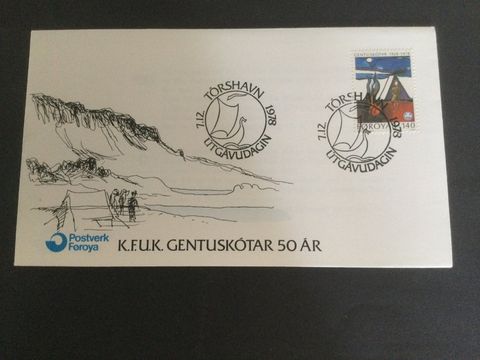 GENTUSKÓTAR 1928-1978
FØROYAR 140
TÓRSHAVN
7.12. 1978
ÚTGÁVUDAGIN
TÓRSHAVN
7.12. 1978
ÚTGÁVUDAGIN
Postverk
Føroya
K.F.U.K. GENTUSKÓTAR 50 ÁR